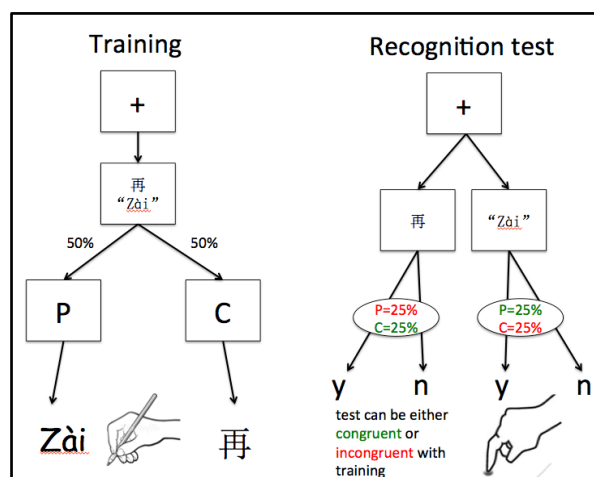 Training
+
再
“Zài”
50%
50%
P
C
Zài
再
Recognition test
+
再
“Zài”
P=25%
C=25%
P=25%
C=25%
y
n
y
n
test can be either
congruent or
incongruent with
training